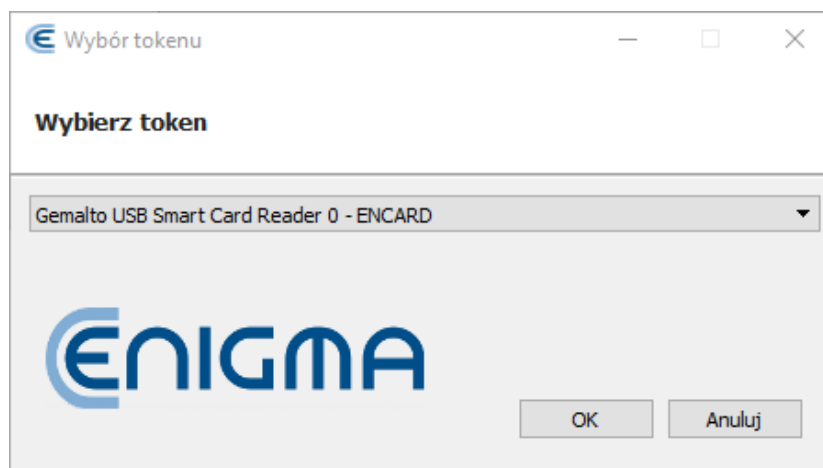 Wybór tokenu
Wybierz token
Gemalto USB Smart Card Reader 0 - ENCARD
ENIGMA
OK Anuluj